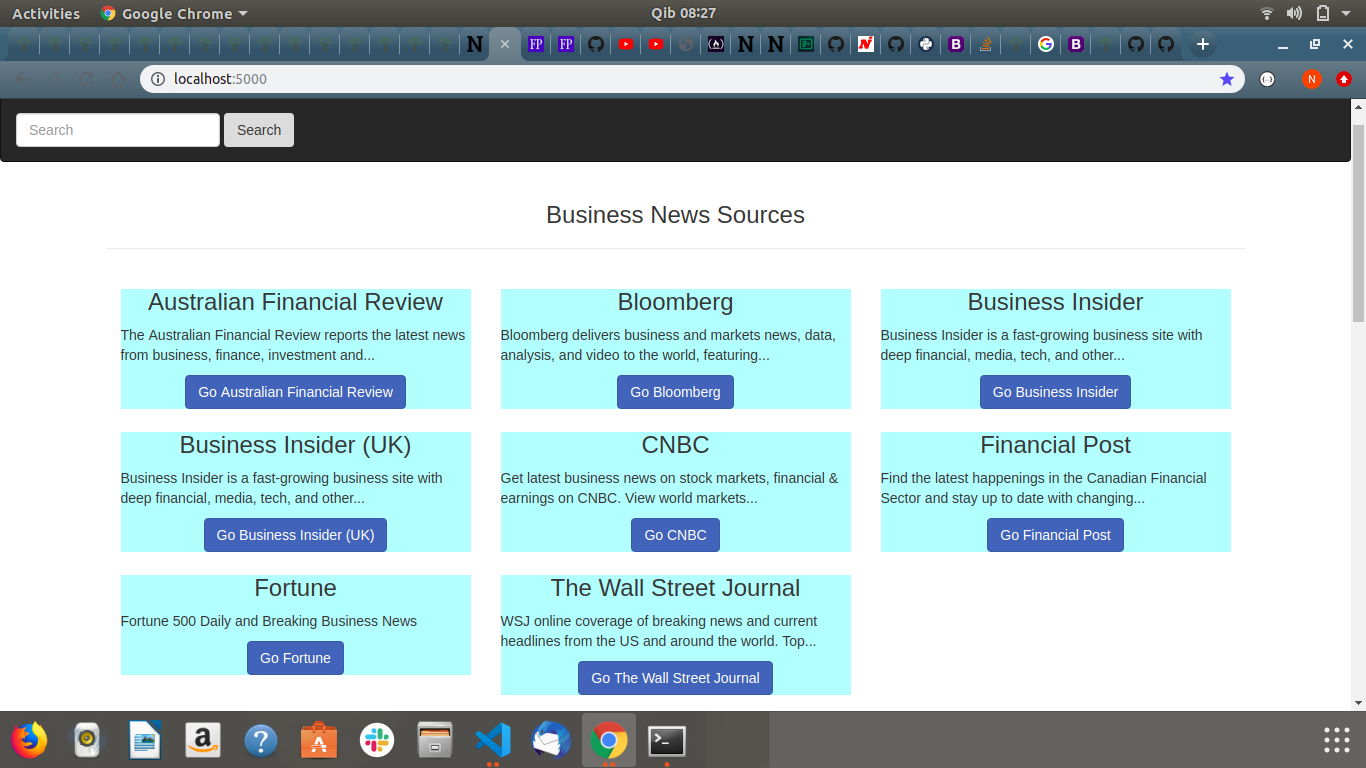 Activities
Google Chrome
Qib 08:27
N
FP
FP
N
N
N
B
G
B
localhost:5000
N
Search
Search
Business News Sources
Australian Financial Review
The Australian Financial Review reports the latest news
from business, finance, investment and...
Go Australian Financial Review
Bloomberg
Bloomberg delivers business and markets news, data,
analysis, and video to the world, featuring...
Go Bloomberg
Business Insider
Business Insider is a fast-growing business site with
deep financial, media, tech, and other...
Go Business Insider
Business Insider (UK)
Business Insider is a fast-growing business site with
deep financial, media, tech, and other...
Go Business Insider (UK)
CNBC
Get latest business news on stock markets, financial &
earnings on CNBC. View world markets...
Go CNBC
Financial Post
Find the latest happenings in the Canadian Financial
Sector and stay up to date with changing...
Go Financial Post
Fortune
Fortune 500 Daily and Breaking Business News
Go Fortune
The Wall Street Journal
WSJ online coverage of breaking news and current
headlines from the US and around the world. Top...
Go The Wall Street Journal